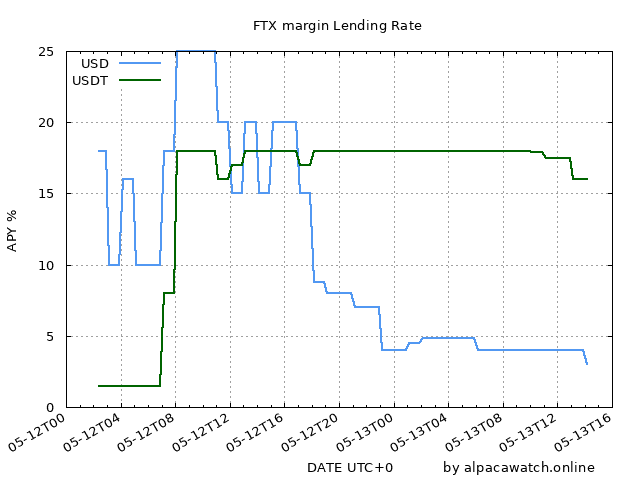 FTX margin Lending Rate
25
USD
USDT
20
15
APY %
10
5
0
05-12T00
05-12T04
05-12T08
05-12T12
05-12T16
05-12T20
05-13T00
05-13T04
05-13T08
05-13T12
05-13T16
DATE UTC+0
by alpacawatch.online